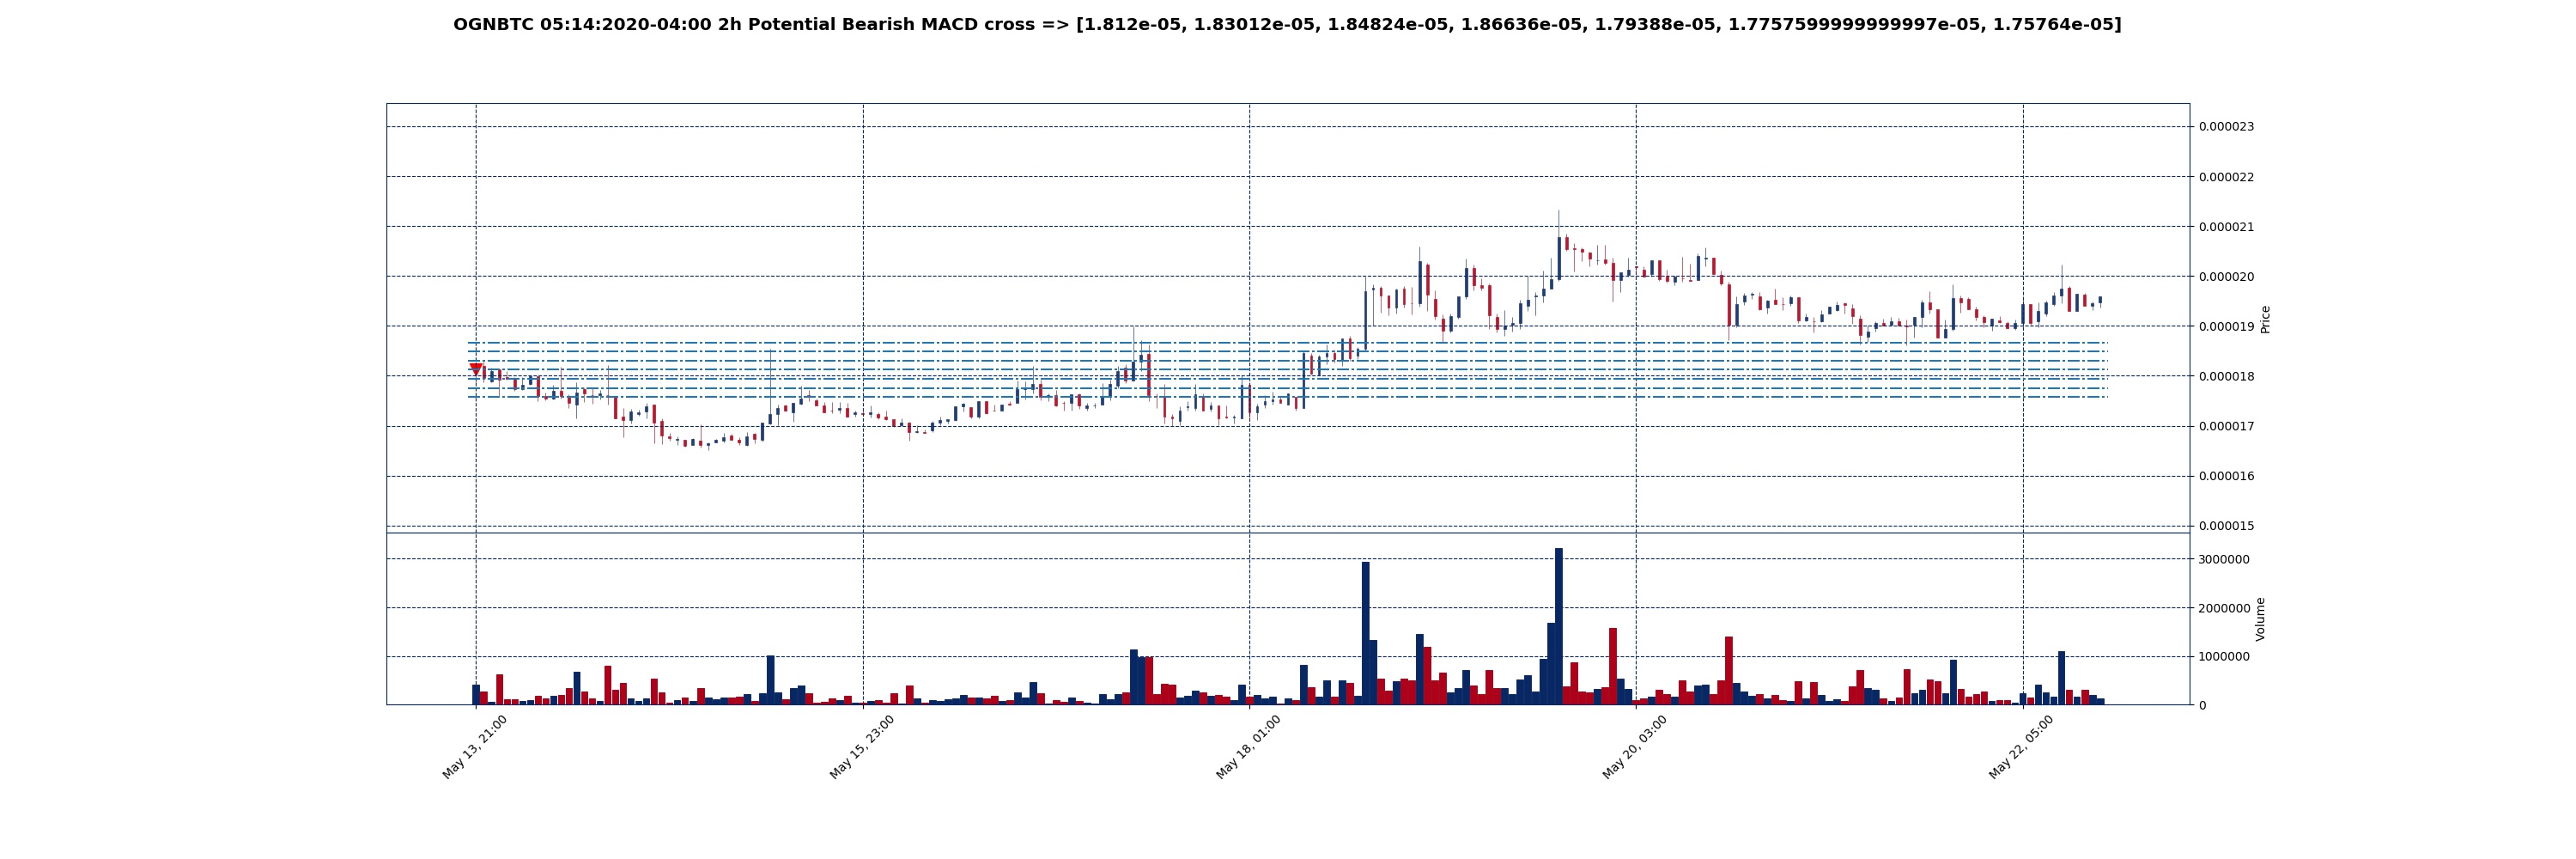 OGNBTC 05:14:2020-04:00 2h Potential Bearish MACD cross => [1.812e-05, 1.83012e-05, 1.84824e-05, 1.86636e-05, 1.79388e-05, 1.7757599999999997e-05, 1.75764e-05]
0.000023
0.000022
0.000021
0.000020
0.000019
0.000018
0.000017
0.000016
0.000015
Price
3000000
2000000
1000000
0
Volume
May 13, 21:00
May 15, 23:00
May 18, 01:00
May 20, 03:00
May 22, 05:00